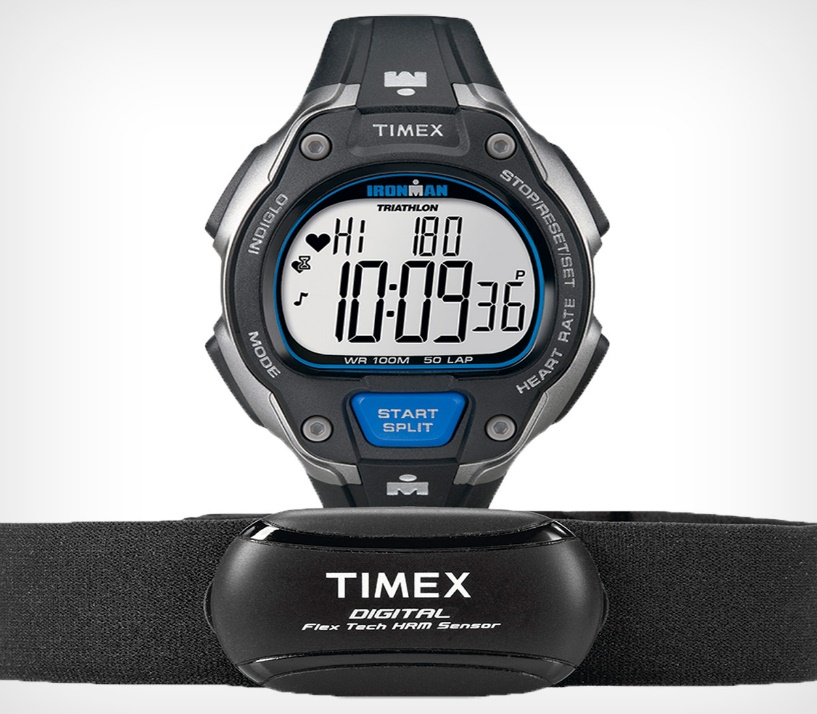 TIMEX
IRONMAN
TRIATHLON
INDIGLO
STOP/RESET/SET
HI 180
10:09 36
P
MODE
HEART RATE
WR 100M 50 LAP
START
SPLIT
TIMEX
DIGITAL
Flex Tech HRM Sensor